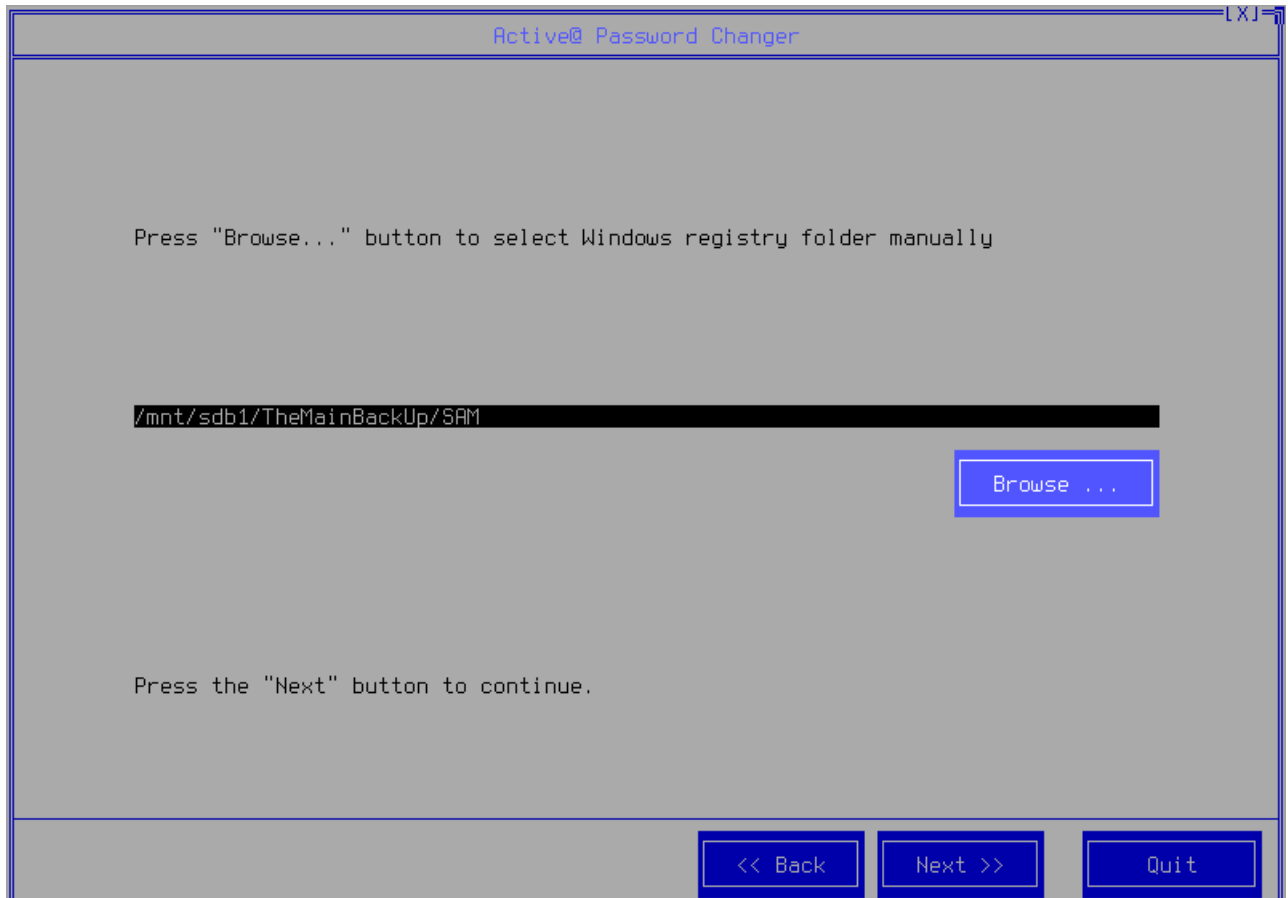 [X]
Active@ Password Changer
Press "Browse..." button to select Windows registry folder manually
/mnt/sdb1/TheMainBackUp/SAM
Browse ...
Press the "Next" button to continue.
<< Back
Next >>
Quit